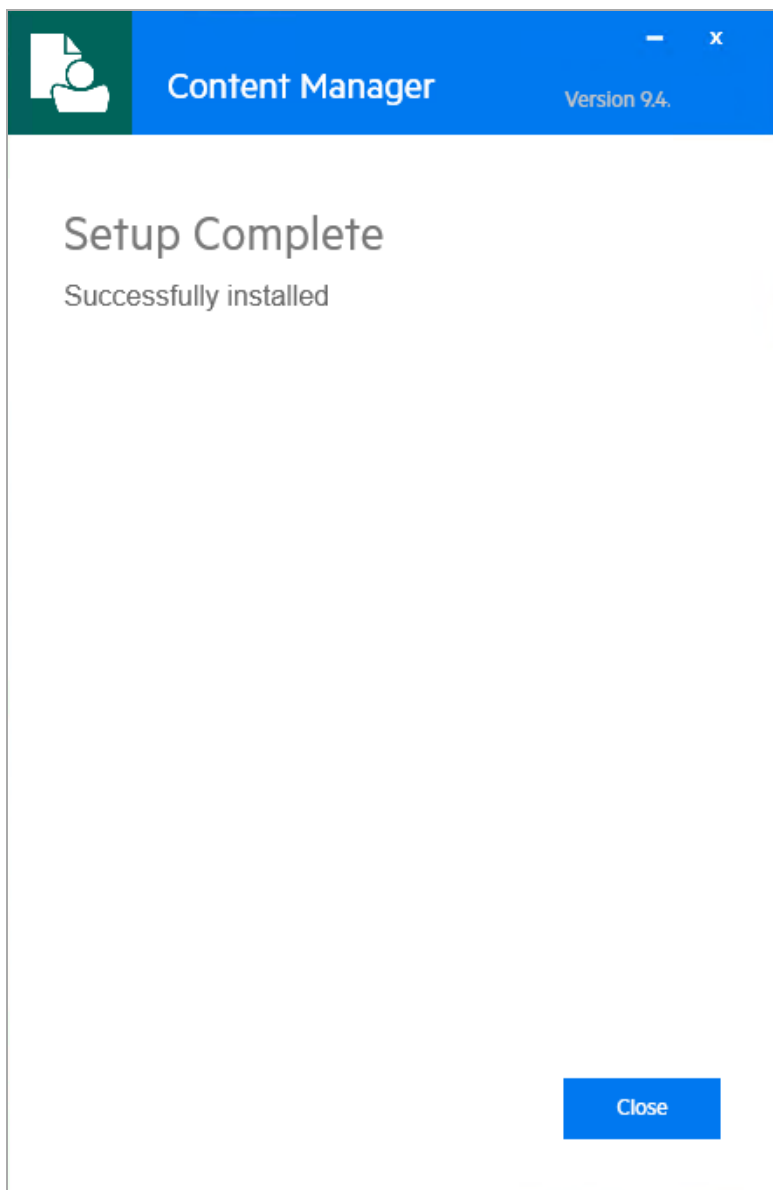 Content Manager
Version 9.4.
Setup Complete
Successfully installed
Close